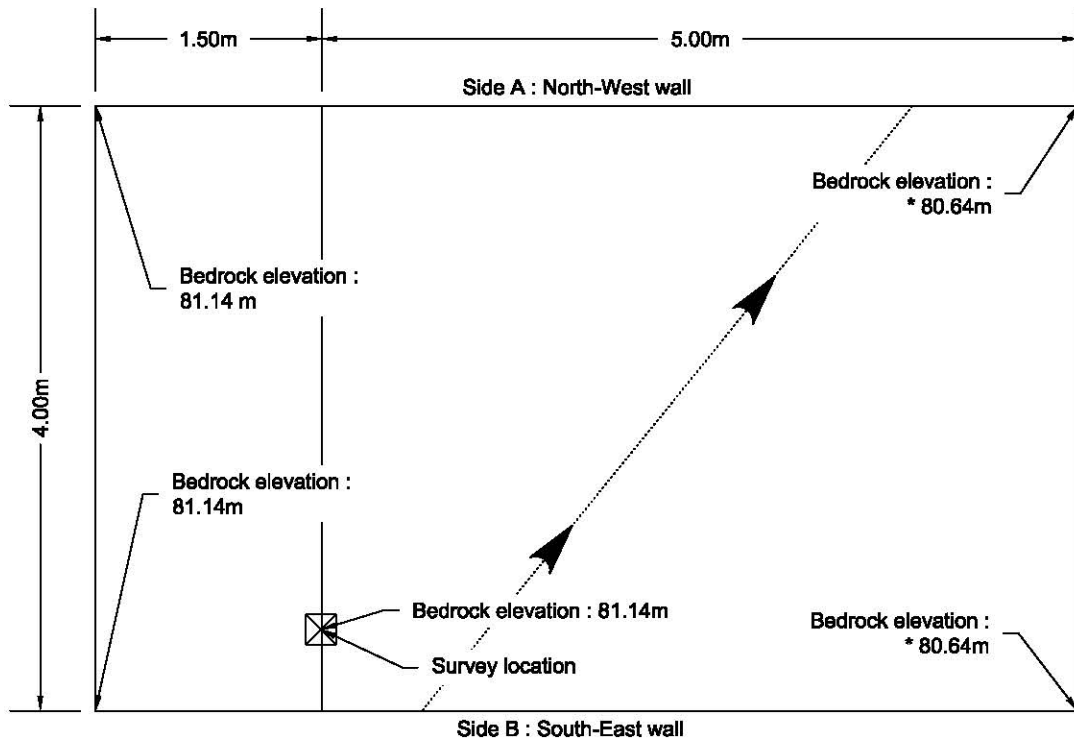 1.50m
5.00m
Side A : North-West wall
Bedrock elevation :
* 80.64m
Bedrock elevation :
81.14 m
4.00m
Bedrock elevation :
81.14m
Bedrock elevation : 81.14m
Bedrock elevation :
* 80.64m
Survey location
Side B : South-East wall